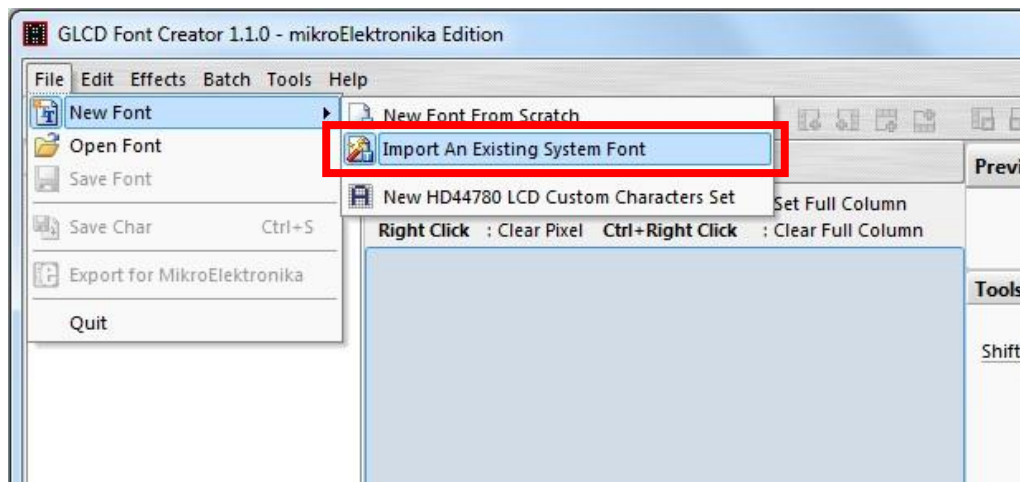 GLCD Font Creator 1.1.0 - mikroElektronika Edition
File Edit Effects Batch Tools Help
New Font
New Font From Scratch
Open Font
Import An Existing System Font
Save Font
New HD44780 LCD Custom Characters Set
Set Full Column
Save Char Ctrl+S
Right Click : Clear Pixel Ctrl+Right Click : Clear Full Column
Export for MikroElektronika
Quit
Previ
Tools
Shift